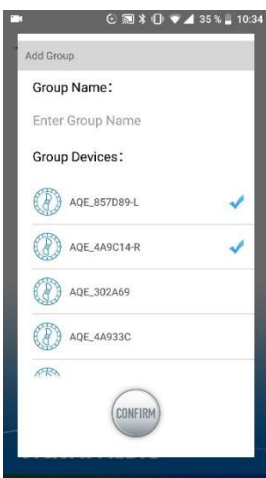 35 % 10:34
Add Group
Group Name:
Enter Group Name
Group Devices:
AQE_857D89-L
AQE_4A9C14-R
AQE_302A69
AQE_4A933C
CONFIRM